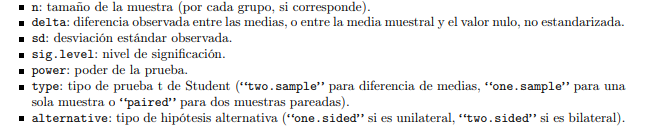 ▪ n: tamaño de la muestra (por cada grupo, si corresponde).
▪ delta: diferencia observada entre las medias, o entre la media muestral y el valor nulo, no estandarizada.
▪ sd: desviación estándar observada.
▪ sig.level: nivel de significación.
▪ power: poder de la prueba.
▪ type: tipo de prueba t de Student (“two.sample” para diferencia de medias, “one.sample” para una
sola muestra o “paired” para dos muestras pareadas).
▪ alternative: tipo de hipótesis alternativa (“one.sided” si es unilateral, “two.sided” si es bilateral).